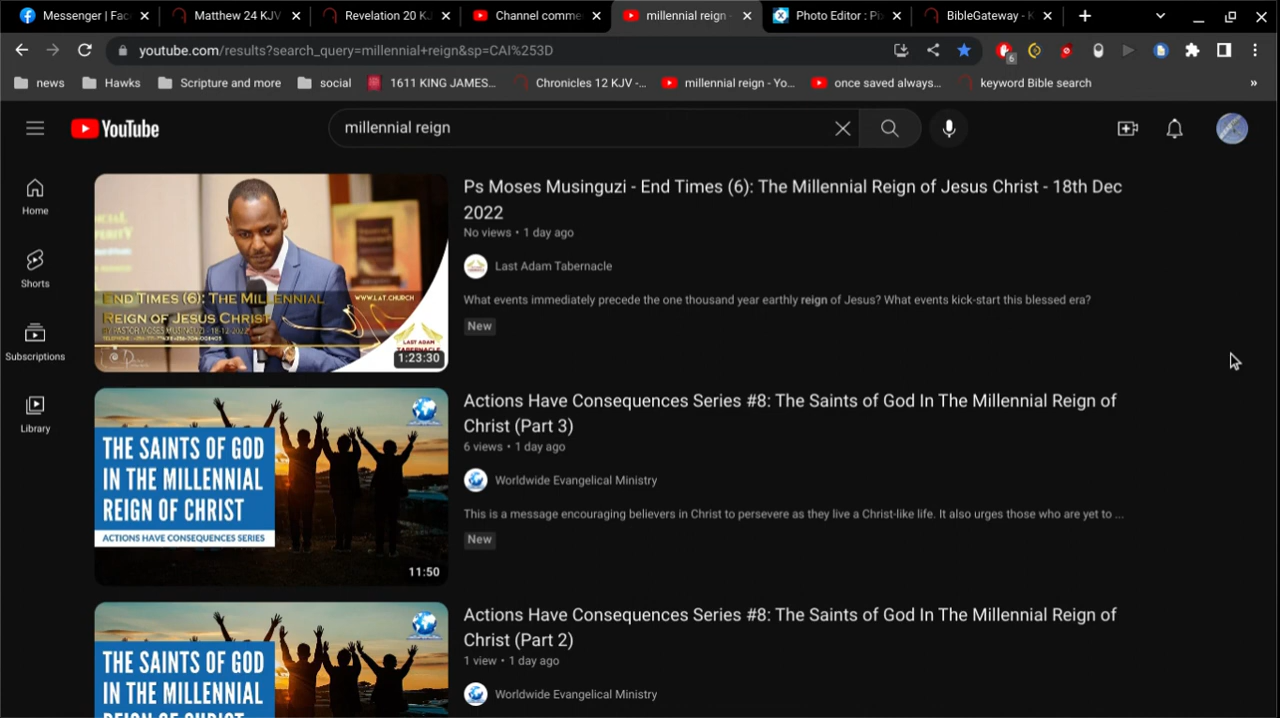 Messenger | Fac
Matthew 24 KJV
Revelation 20 KJ
Channel comme
millennial reign -
Photo Editor : Pix
BibleGateway - K
youtube.com/results?search_query=millennial+reign&sp=CAI%253D
6
news
Hawks
Scripture and more
social
1611 KING JAMES...
Chronicles 12 KJV -...
millennial reign - Yo...
once saved always...
keyword Bible search
»
YouTube
millennial reign
Home
Shorts
Subscriptions
Library
END TIMES (6): THE MILLENNIAL
REIGN OF JESUS CHRIST
BY PASTOR MOSES MUSINGUZI - 18-12-2022
WWW.LAT.CHURCH
LAST ADAM
TABERNACLE
1:23:30
Ps Moses Musinguzi - End Times (6): The Millennial Reign of Jesus Christ - 18th Dec
2022
No views • 1 day ago
Last Adam Tabernacle
What events immediately precede the one thousand year earthly reign of Jesus? What events kick-start this blessed era?
New
THE SAINTS OF GOD
IN THE MILLENNIAL
REIGN OF CHRIST
ACTIONS HAVE CONSEQUENCES SERIES
11:50
Actions Have Consequences Series #8: The Saints of God In The Millennial Reign of
Christ (Part 3)
6 views • 1 day ago
Worldwide Evangelical Ministry
This is a message encouraging believers in Christ to persevere as they live a Christ-like life. It also urges those who are yet to ...
New
THE SAINTS OF GOD
IN THE MILLENNIAL
REIGN OF CHRIST
Actions Have Consequences Series #8: The Saints of God In The Millennial Reign of
Christ (Part 2)
1 view • 1 day ago
Worldwide Evangelical Ministry